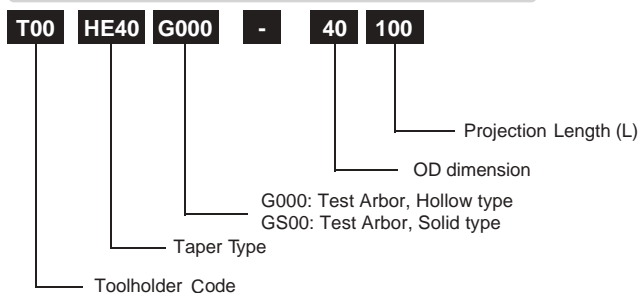 T00 HE40 G000 - 40 100
Projection Length (L)
OD dimension
G000: Test Arbor, Hollow type
GS00: Test Arbor, Solid type
Taper Type
Toolholder Code